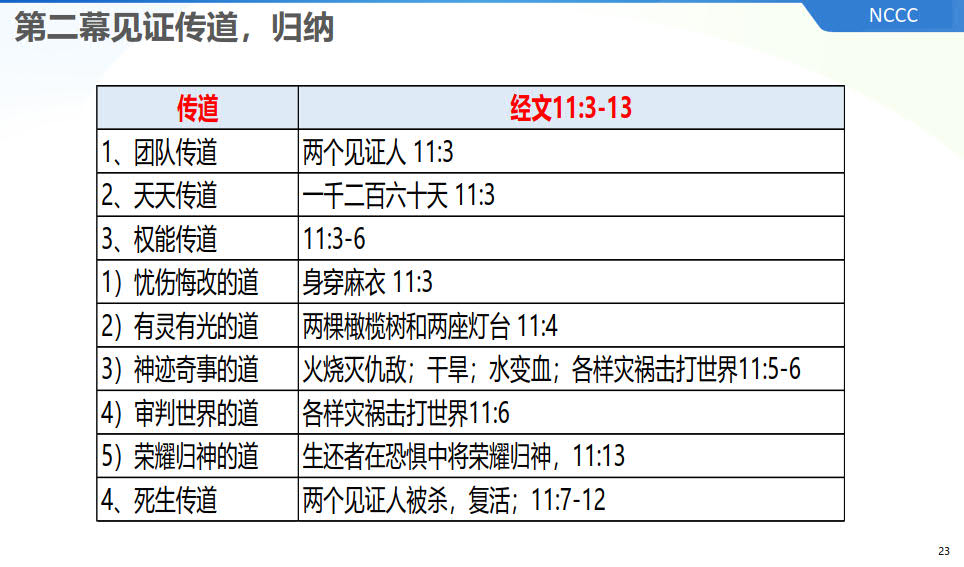 第二幕见证传道，归纳
NCCC
传道 经文11:3-13
1、团队传道 两个见证人 11:3
2、天天传道 一千二百六十天 11:3
3、权能传道 11:3-6
1）忧伤悔改的道 身穿麻衣 11:3
2）有灵有光的道 两棵橄榄树和两座灯台 11:4
3）神迹奇事的道 火烧灭仇敌；干旱；水变血；各样灾祸击打世界11:5-6
4）审判世界的道 各样灾祸击打世界11:6
5）荣耀归神的道 生还者在恐惧中将荣耀归神，11:13
4、死生传道 两个见证人被杀，复活；11:7-12
23